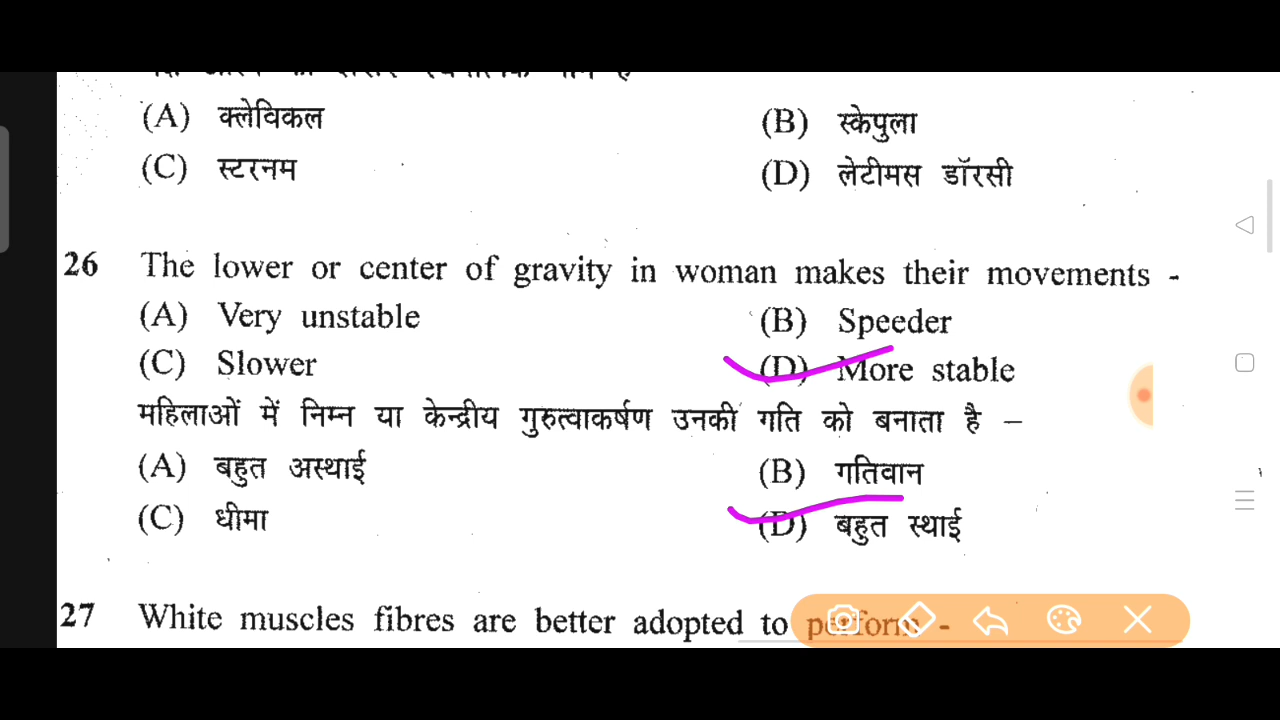 (A) क्लेविकल (B) स्केपुला
(C) स्टरनम (D) लेटीमस डॉरसी
26 The lower or center of gravity in woman makes their movements -
(A) Very unstable (B) Speeder
(C) Slower (D) More stable
महिलाओं में निम्न या केन्द्रीय गुरुत्वाकर्षण उनकी गति को बनाता है –
(A) बहुत अस्थाई (B) गतिवान
(C) धीमा (D) बहुत स्थाई
27 White muscles fibres are better adopted to perform -